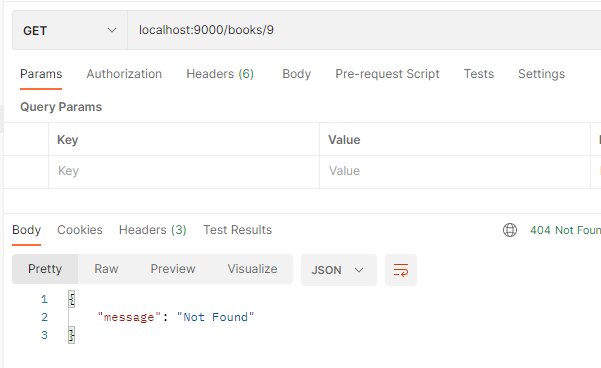 GET localhost:9000/books/9
Params Authorization Headers (6) Body Pre-request Script Tests Settings
Query Params
Key Value
Key Value
Body Cookies Headers (3) Test Results 404 Not Foun
Pretty Raw Preview Visualize JSON
1 {
2 "message": "Not Found"
3 }